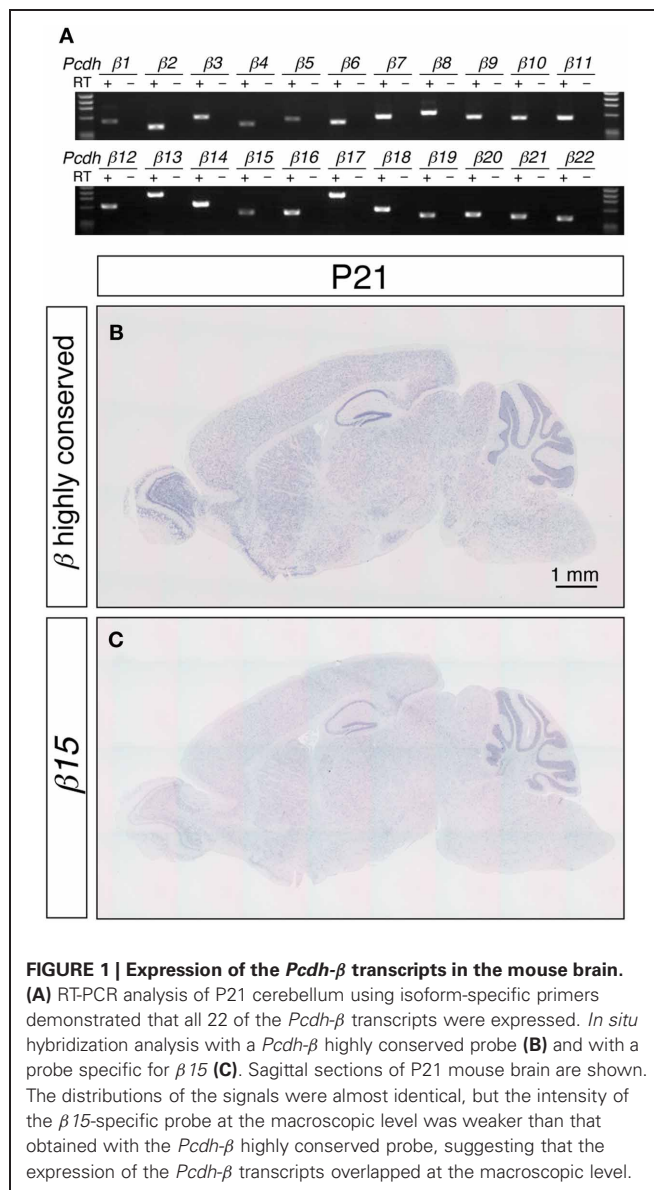 A
Pcdh β1 β2 β3 β4 β5 β6 β7 β8 β9 β10 β11
RT + − + − + − + − + − + − + − + − + − + − + −
Pcdh β12 β13 β14 β15 β16 β17 β18 β19 β20 β21 β22
RT + − + − + − + − + − + − + − + − + − + − + −
P21
β highly conserved
B
1 mm
β15
C
FIGURE 1 | Expression of the Pcdh-β transcripts in the mouse brain.
(A) RT-PCR analysis of P21 cerebellum using isoform-specific primers
demonstrated that all 22 of the Pcdh-β transcripts were expressed. In situ
hybridization analysis with a Pcdh-β highly conserved probe (B) and with a
probe specific for β15 (C). Sagittal sections of P21 mouse brain are shown.
The distributions of the signals were almost identical, but the intensity of
the β15-specific probe at the macroscopic level was weaker than that
obtained with the Pcdh-β highly conserved probe, suggesting that the
expression of the Pcdh-β transcripts overlapped at the macroscopic level.